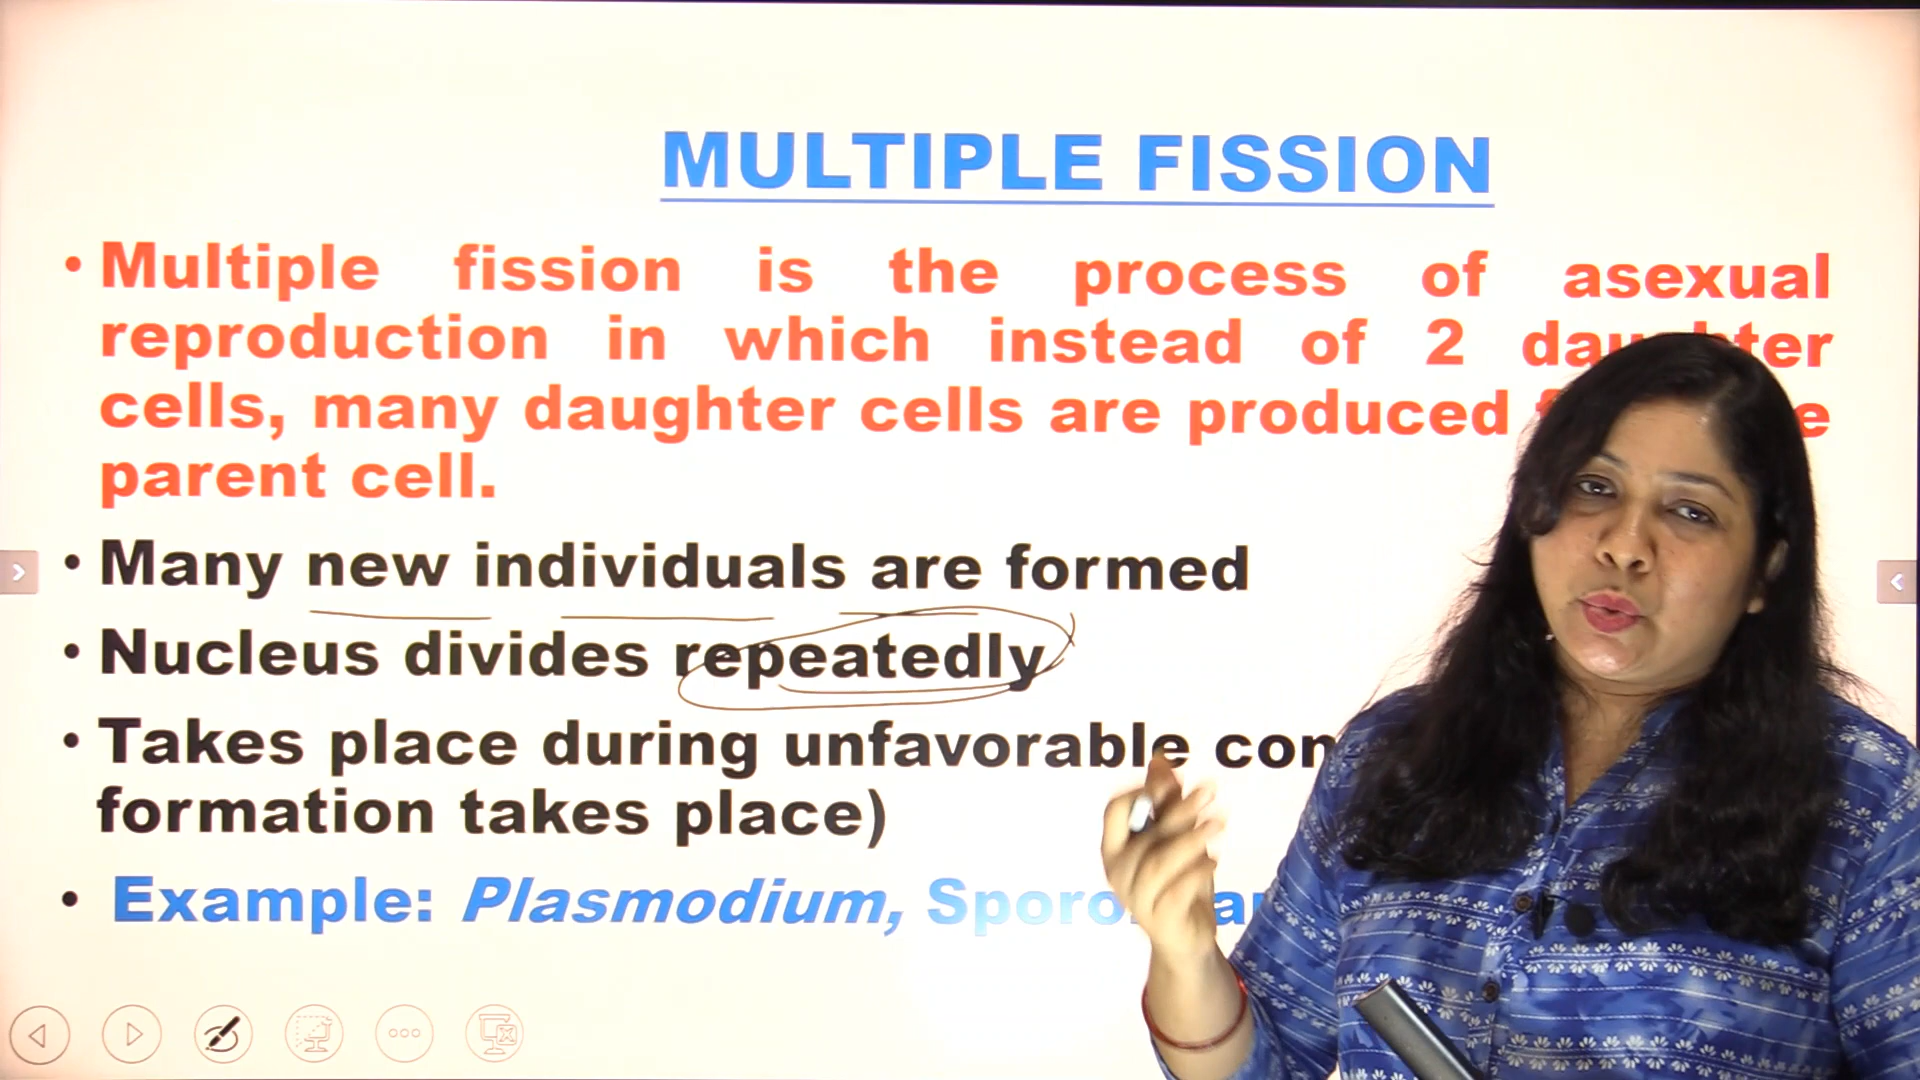 MULTIPLE FISSION
• Multiple fission is the process of asexual
reproduction in which instead of 2 daughter
cells, many daughter cells are produced
parent cell.
• Many new individuals are formed
• Nucleus divides repeatedly
• Takes place during unfavorable
formation takes place)
• Example: Plasmodium,